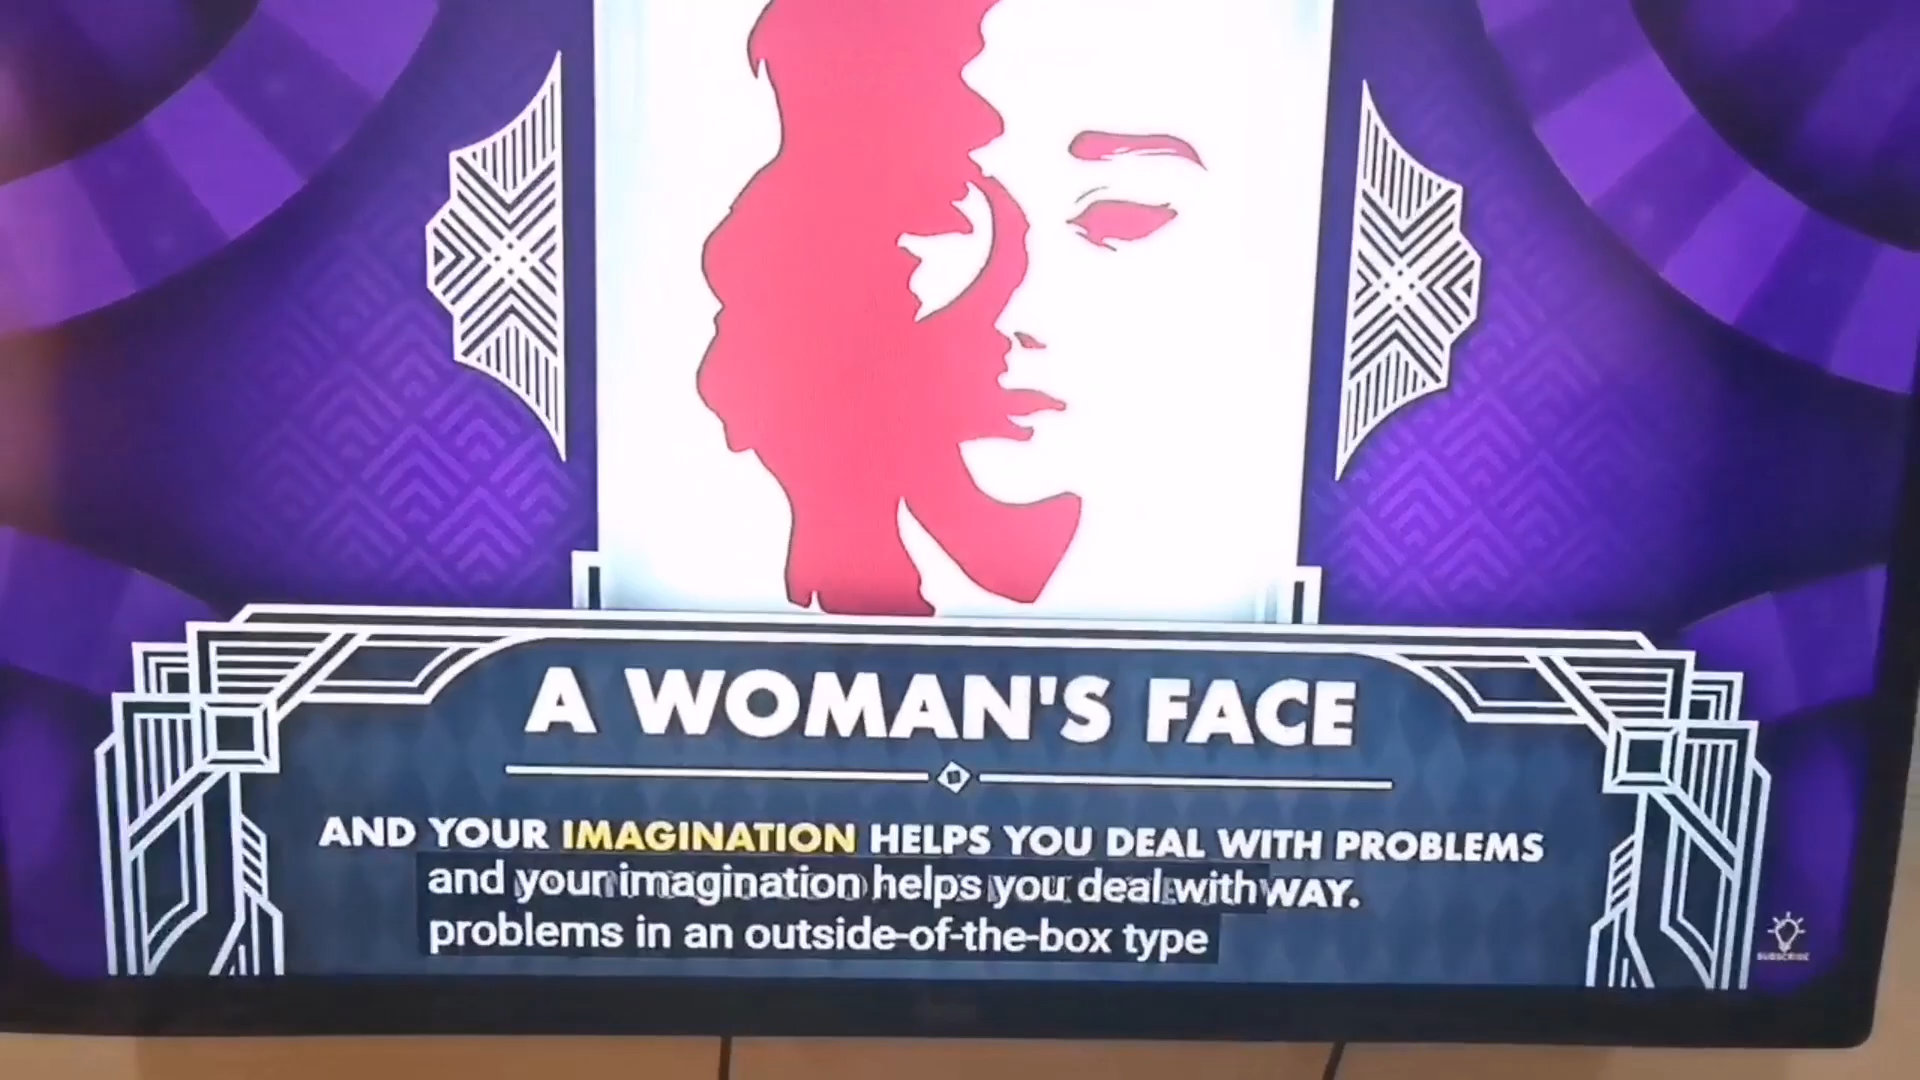 A WOMAN'S FACE
AND YOUR IMAGINATION HELPS YOU DEAL WITH PROBLEMS
and your imagination helps you deal with WAY.
problems in an outside-of-the-box type
SUBSCRIBE